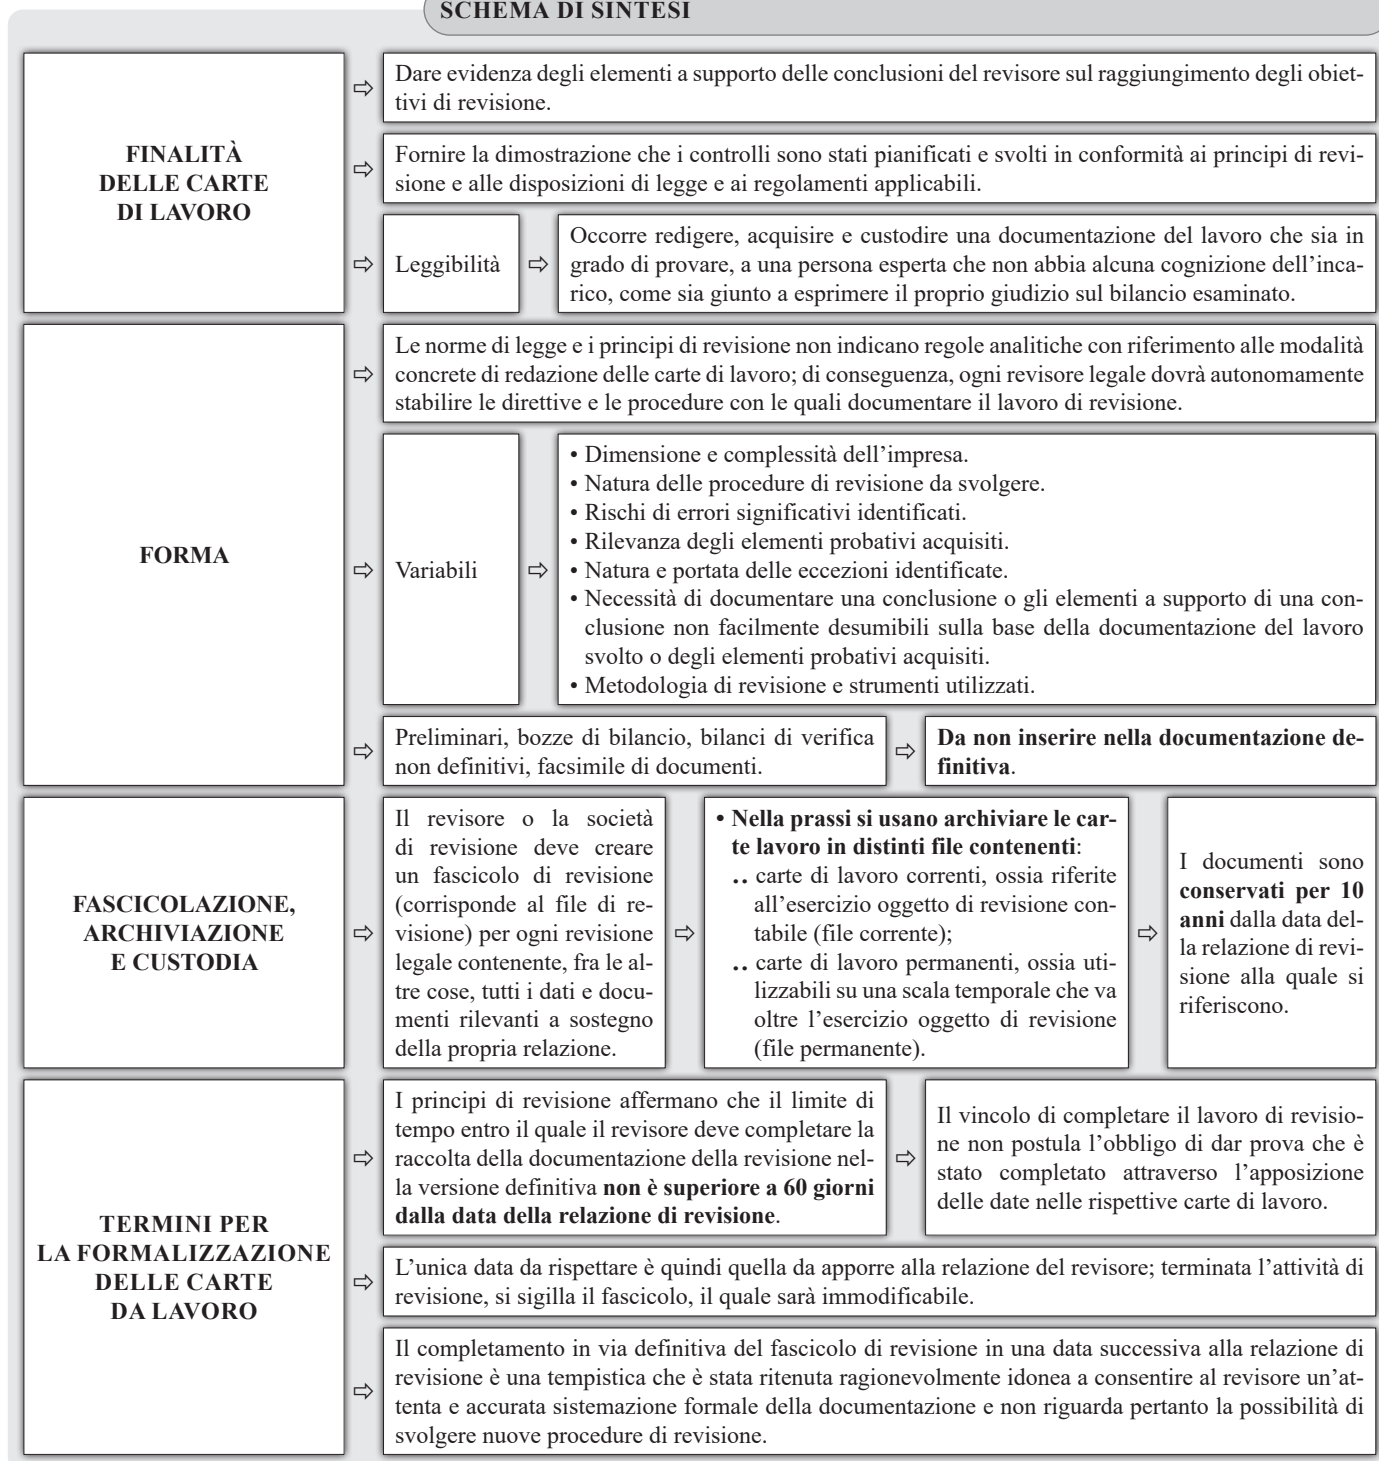 SCHEMA DI SINTESI
FINALITÀ
DELLE CARTE
DI LAVORO
⇨
Dare evidenza degli elementi a supporto delle conclusioni del revisore sul raggiungimento degli obiet-
tivi di revisione.
⇨
Fornire la dimostrazione che i controlli sono stati pianificati e svolti in conformità ai principi di revi-
sione e alle disposizioni di legge e ai regolamenti applicabili.
⇨
Leggibilità
⇨
Occorre redigere, acquisire e custodire una documentazione del lavoro che sia in
grado di provare, a una persona esperta che non abbia alcuna cognizione dell’inca-
rico, come sia giunto a esprimere il proprio giudizio sul bilancio esaminato.
FORMA
⇨
Le norme di legge e i principi di revisione non indicano regole analitiche con riferimento alle modalità
concrete di redazione delle carte di lavoro; di conseguenza, ogni revisore legale dovrà autonomamente
stabilire le direttive e le procedure con le quali documentare il lavoro di revisione.
⇨
Variabili
⇨
• Dimensione e complessità dell’impresa.
• Natura delle procedure di revisione da svolgere.
• Rischi di errori significativi identificati.
• Rilevanza degli elementi probativi acquisiti.
• Natura e portata delle eccezioni identificate.
• Necessità di documentare una conclusione o gli elementi a supporto di una con-
clusione non facilmente desumibili sulla base della documentazione del lavoro
svolto o degli elementi probativi acquisiti.
• Metodologia di revisione e strumenti utilizzati.
⇨
Preliminari, bozze di bilancio, bilanci di verifica
non definitivi, facsimile di documenti.
⇨
Da non inserire nella documentazione de-
finitiva.
FASCICOLAZIONE,
ARCHIVIAZIONE
E CUSTODIA
⇨
Il revisore o la società
di revisione deve creare
un fascicolo di revisione
(corrisponde al file di re-
visione) per ogni revisione
legale contenente, fra le al-
tre cose, tutti i dati e docu-
menti rilevanti a sostegno
della propria relazione.
⇨
• Nella prassi si usano archiviare le car-
te lavoro in distinti file contenenti:
.. carte di lavoro correnti, ossia riferite
all’esercizio oggetto di revisione con-
tabile (file corrente);
.. carte di lavoro permanenti, ossia uti-
lizzabili su una scala temporale che va
oltre l’esercizio oggetto di revisione
(file permanente).
⇨
I documenti sono
conservati per 10
anni dalla data del-
la relazione di revi-
sione alla quale si
riferiscono.
TERMINI PER
LA FORMALIZZAZIONE
DELLE CARTE
DA LAVORO
⇨
I principi di revisione affermano che il limite di
tempo entro il quale il revisore deve completare la
raccolta della documentazione della revisione nel-
la versione definitiva non è superiore a 60 giorni
dalla data della relazione di revisione.
⇨
Il vincolo di completare il lavoro di revisio-
ne non postula l’obbligo di dar prova che è
stato completato attraverso l’apposizione
delle date nelle rispettive carte di lavoro.
⇨
L’unica data da rispettare è quindi quella da apporre alla relazione del revisore; terminata l’attività di
revisione, si sigilla il fascicolo, il quale sarà immodificabile.
⇨
Il completamento in via definitiva del fascicolo di revisione in una data successiva alla relazione di
revisione è una tempistica che è stata ritenuta ragionevolmente idonea a consentire al revisore un’at-
tenta e accurata sistemazione formale della documentazione e non riguarda pertanto la possibilità di
svolgere nuove procedure di revisione.